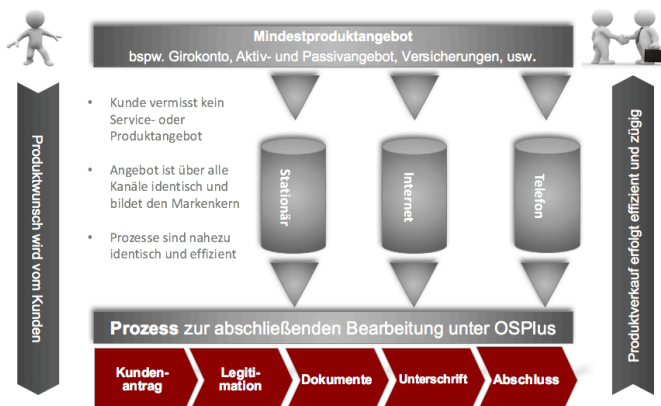 Mindestproduktangebot
bspw. Girokonto, Aktiv- und Passivangebot, Versicherungen, usw.
Produktwunsch wird vom Kunden
• Kunde vermisst kein
Service- oder
Produktangebot
• Angebot ist über alle
Kanäle identisch und
bildet den Markenkern
• Prozesse sind nahezu
identisch und effizient
Stationär
Internet
Telefon
Produktverkauf erfolgt effizient und zügig
Prozess zur abschließenden Bearbeitung unter OSPlus
Kunden-
antrag
Legiti-
mation
Dokumente
Unterschrift
Abschluss